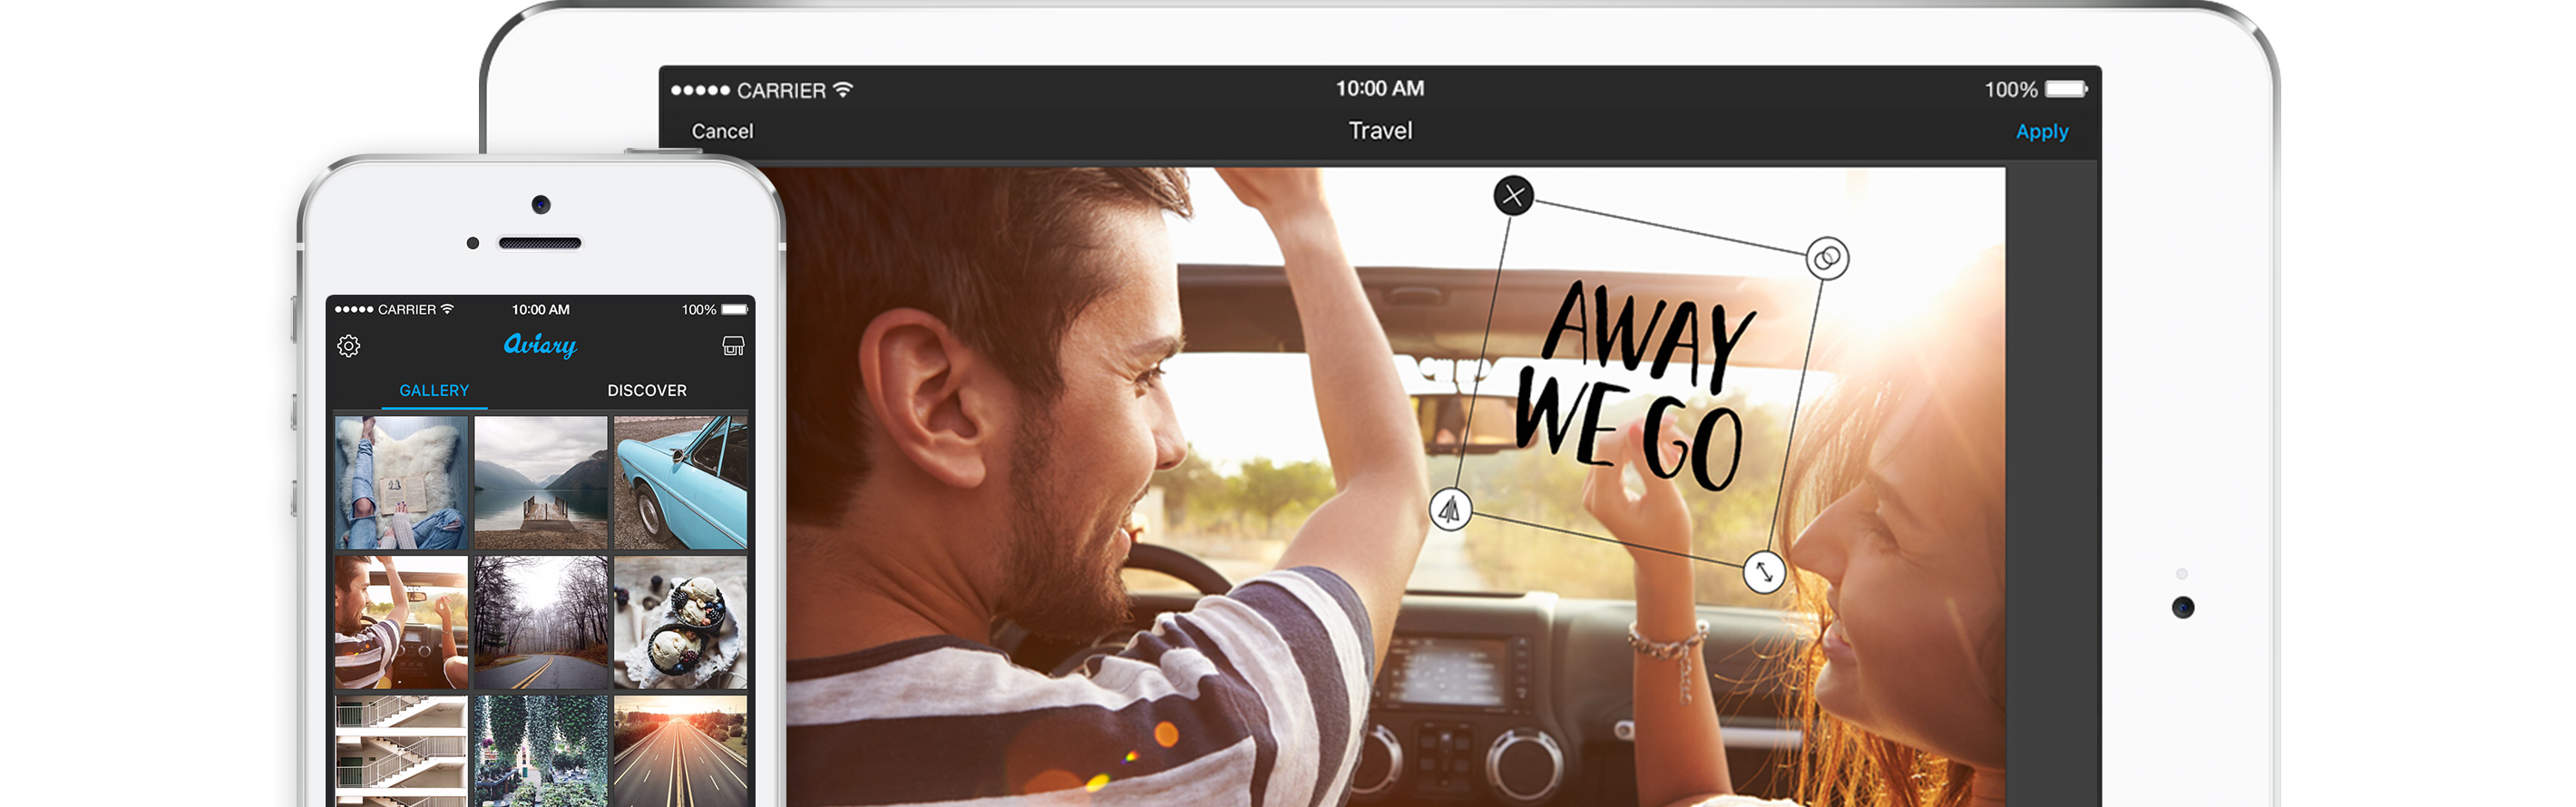 CARRIER
10:00 AM
100%
Cancel
Travel
Apply
AWAY
WE GO
CARRIER
10:00 AM
100%
Aviary
GALLERY
DISCOVER